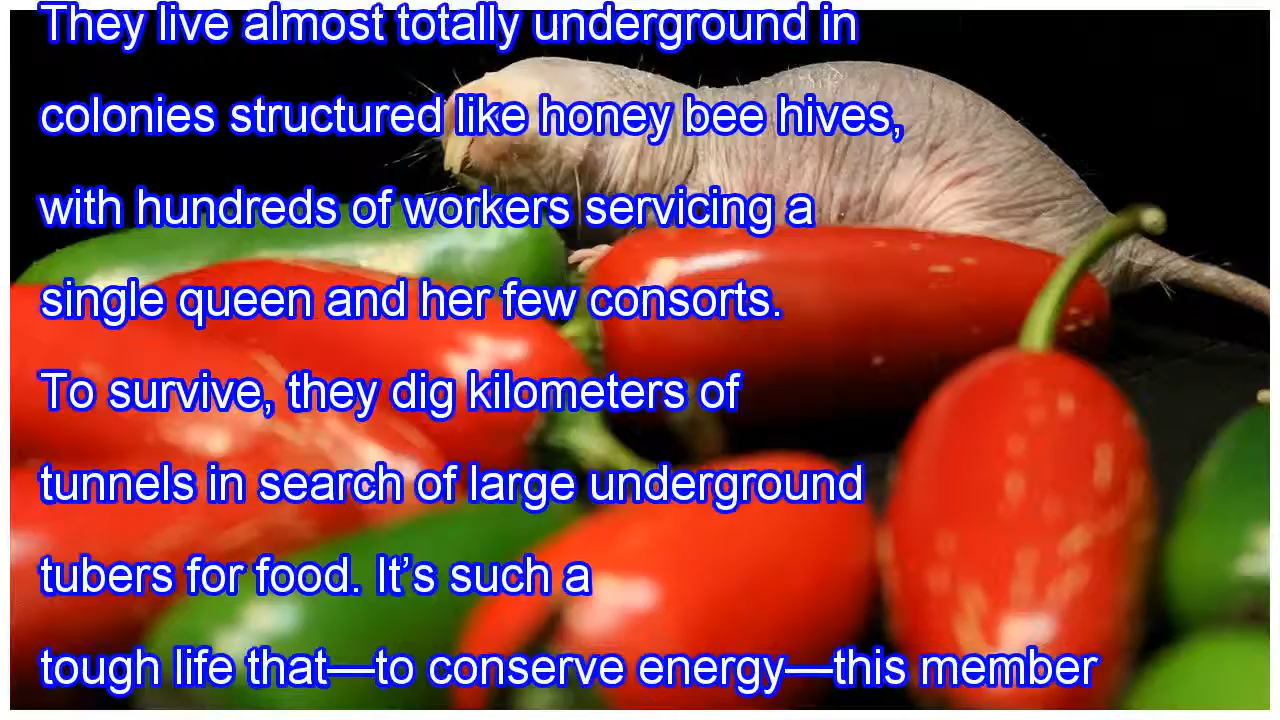 They live almost totally underground in
colonies structured like honey bee hives,
with hundreds of workers servicing a
single queen and her few consorts.
To survive, they dig kilometers of
tunnels in search of large underground
tubers for food. It’s such a
tough life that—to conserve energy—this member